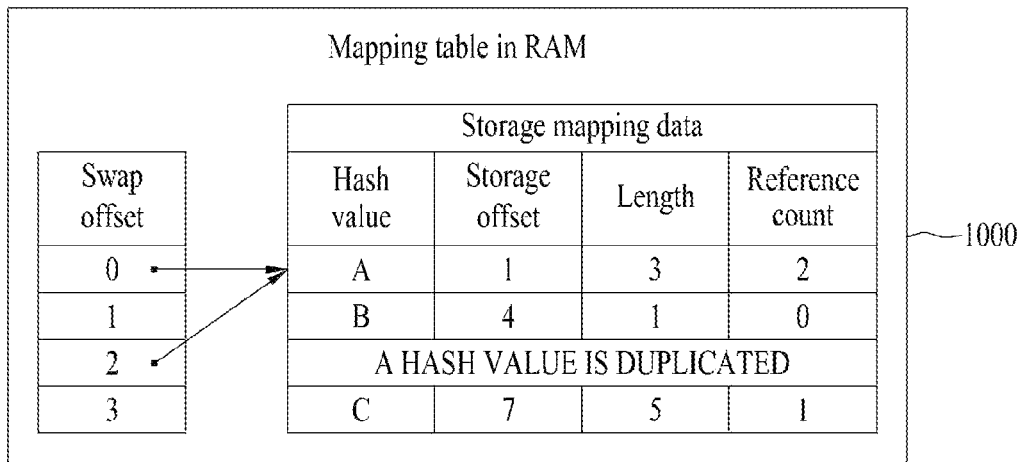 Mapping table in RAM
Storage mapping data
Swap offset Hash value Storage offset Length Reference count
0 A 1 3 2
1 B 4 1 0
2 A HASH VALUE IS DUPLICATED
3 C 7 5 1
1000